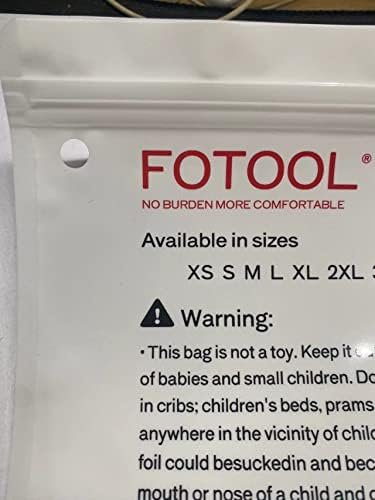 FOTOOL®
NO BURDEN MORE COMFORTABLE
Available in sizes
XS S M L XL 2XL
Warning:
• This bag is not a toy. Keep it
of babies and small children. Do
in cribs; children's beds, prams
anywhere in the vicinity of
foil could besuckedin and
mouth or nose of a child and